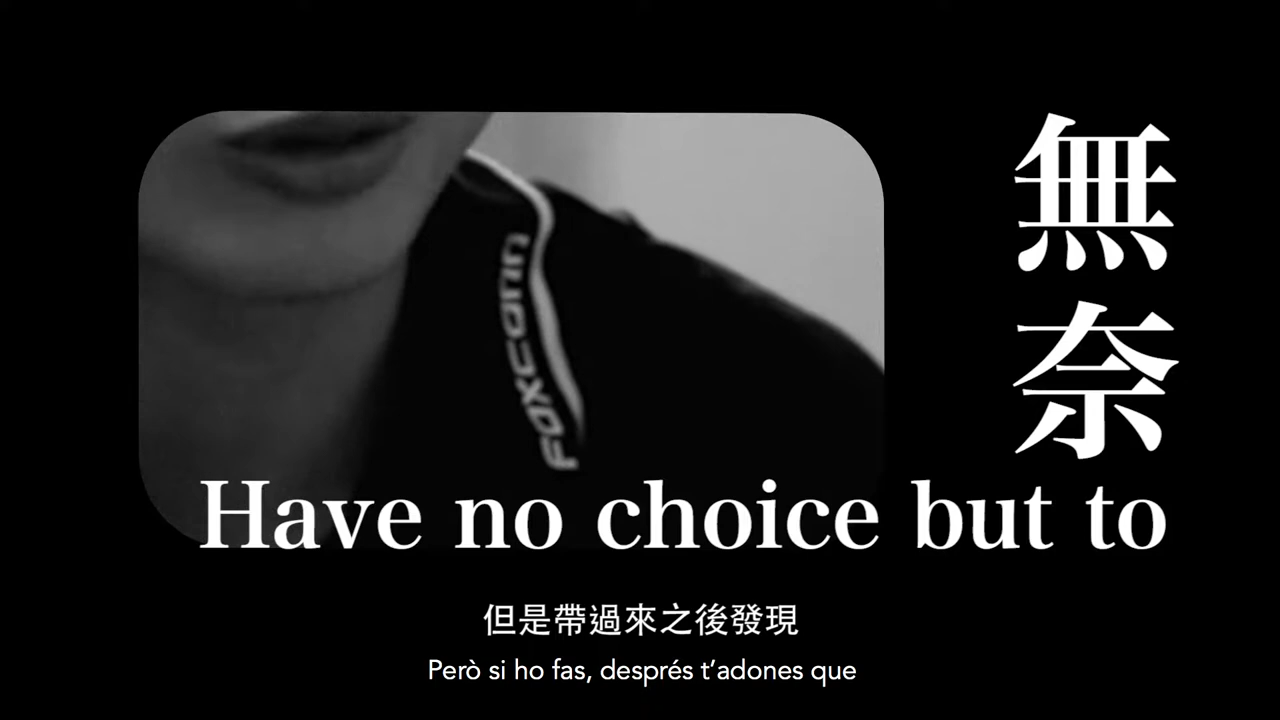 無奈
FOXCONN
Have no choice but to
但是帶過來之後發現
Però si ho fas, després t’adones que